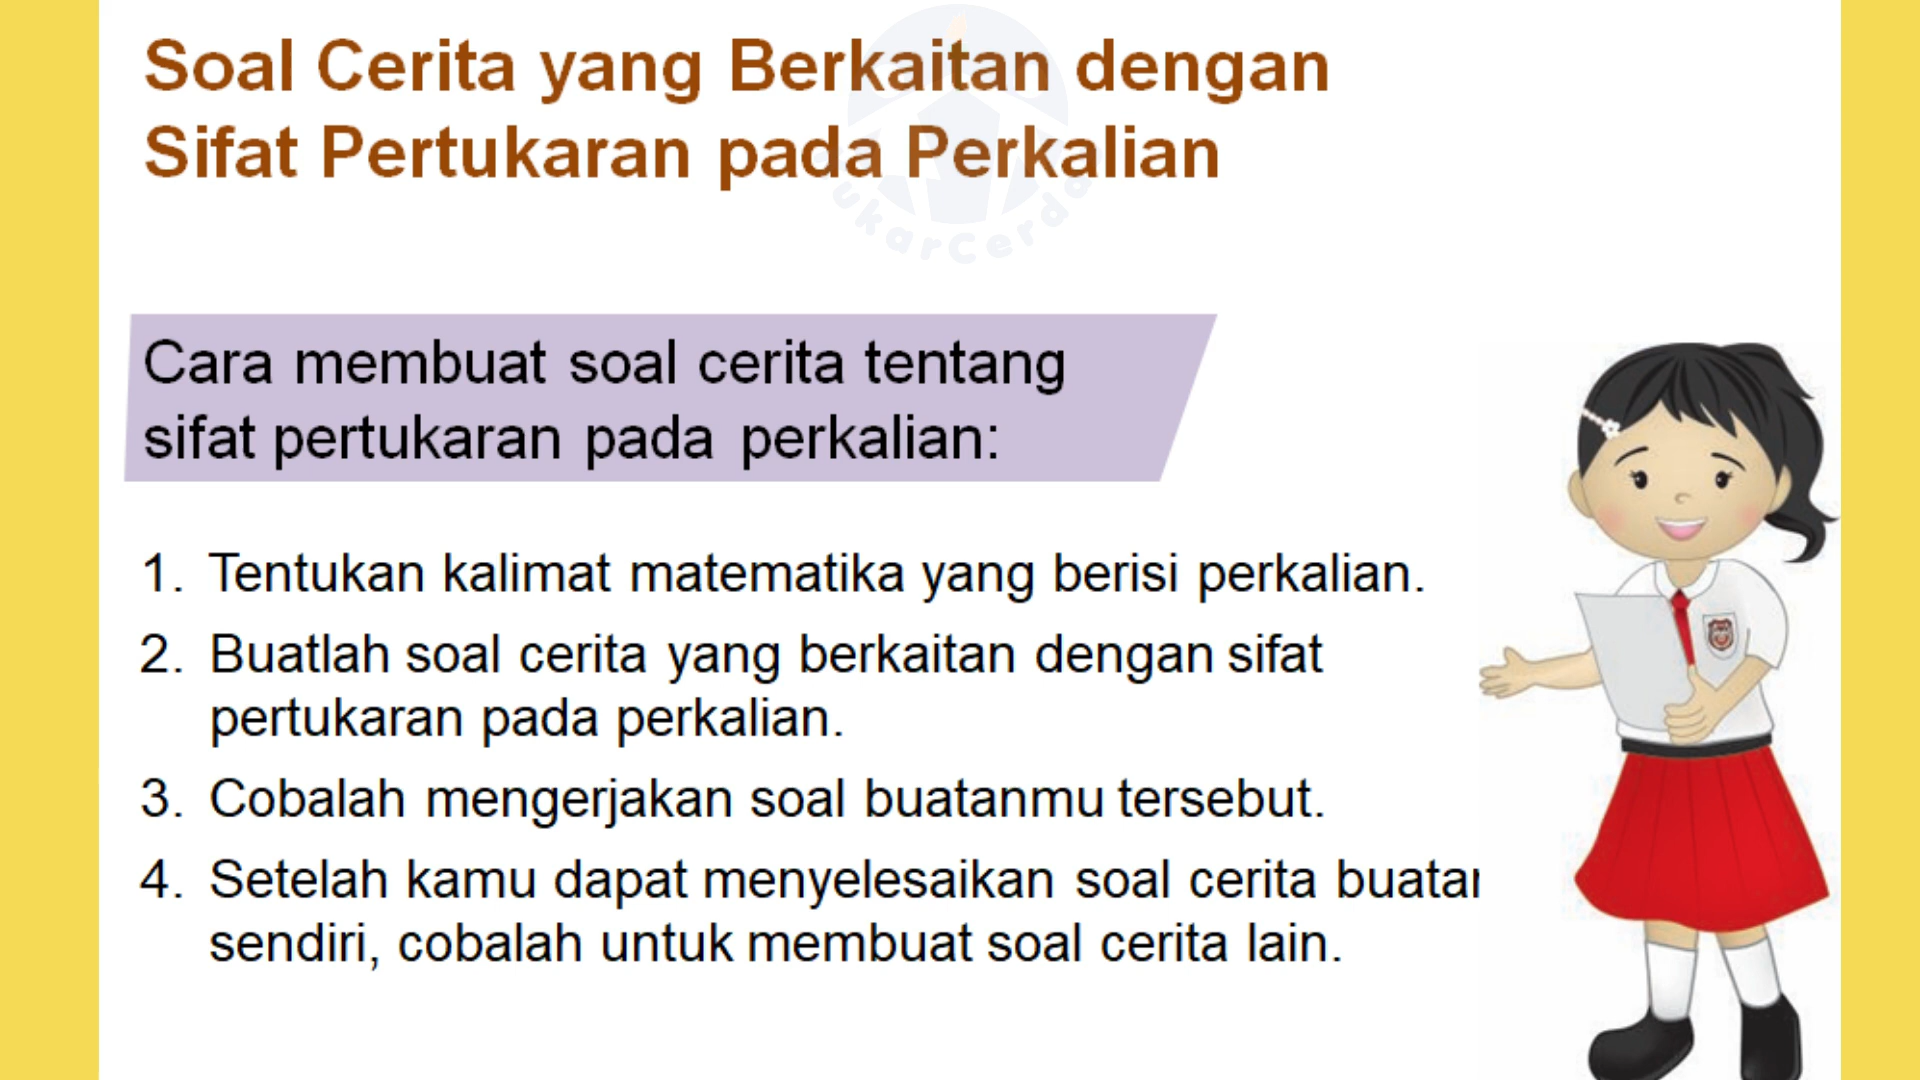 Soal Cerita yang Berkaitan dengan
Sifat Pertukaran pada Perkalian
Cara membuat soal cerita tentang
sifat pertukaran pada perkalian:
1. Tentukan kalimat matematika yang berisi perkalian.
2. Buatlah soal cerita yang berkaitan dengan sifat
pertukaran pada perkalian.
3. Cobalah mengerjakan soal buatanmu tersebut.
4. Setelah kamu dapat menyelesaikan soal cerita
sendiri, cobalah untuk membuat soal cerita lain.